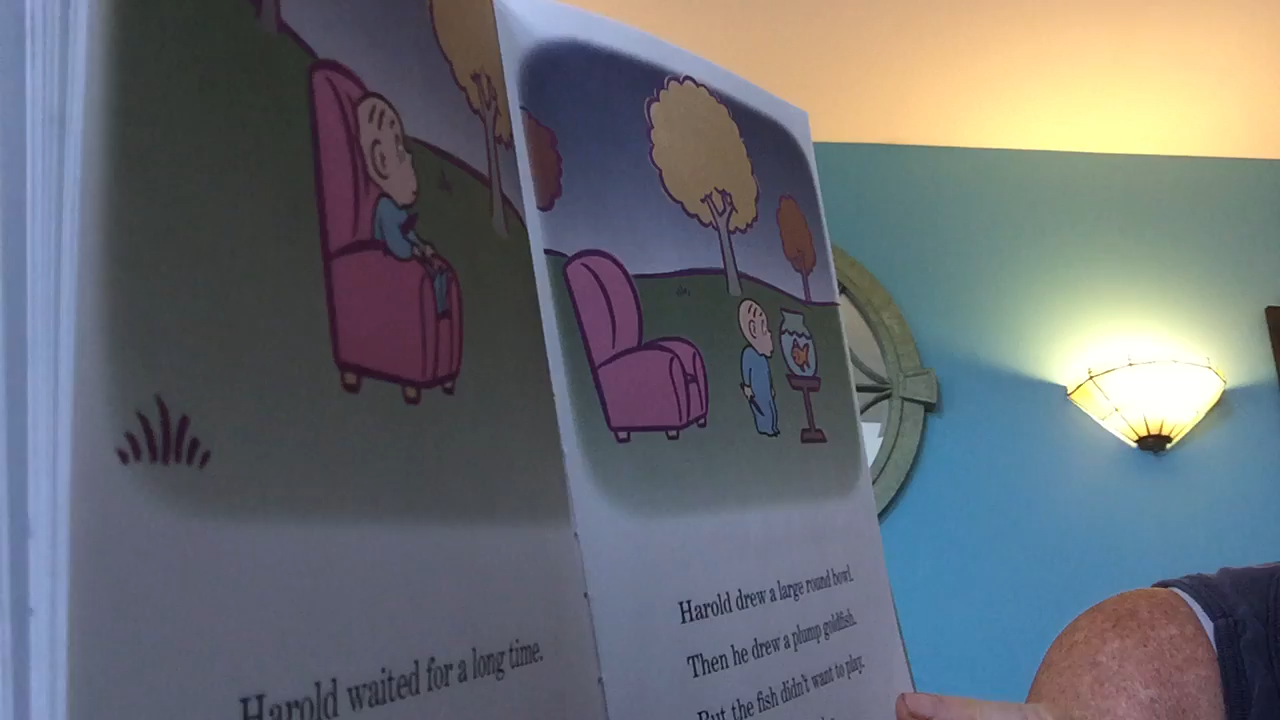 Harold waited for a long time.
Harold drew a large round bowl.
Then he drew a plump goldfish.
But the fish didn't want to play.